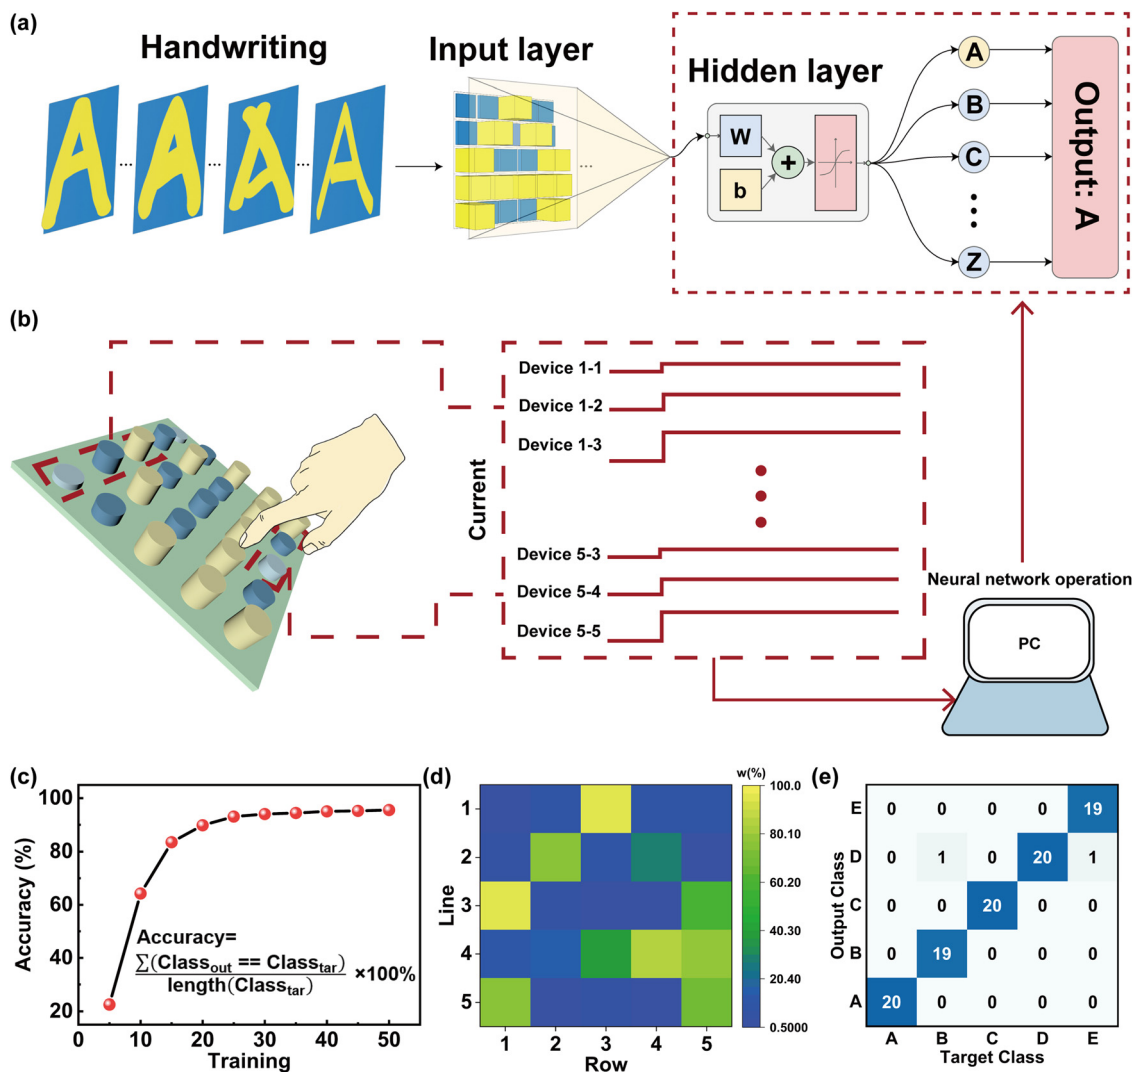 (a)
Handwriting
Input layer
Hidden layer
W
b
+
A
B
C
Z
Output: A
(b)
Current
Device 1-1
Device 1-2
Device 1-3
Device 5-3
Device 5-4
Device 5-5
Neural network operation
PC
(c)
Accuracy (%)
100
80
60
40
20
Accuracy=
∑(Class_out == Class_tar)
length(Class_tar)
×100%
0 10 20 30 40 50
Training
(d)
w(%)
100.0
80.10
60.20
40.30
20.40
0.5000
Line
1
2
3
4
5
1 2 3 4 5
Row
(e)
Output Class
E 0 0 0 0 19
D 0 1 0 20 1
C 0 0 20 0 0
B 0 19 0 0 0
A 20 0 0 0 0
A B C D E
Target Class